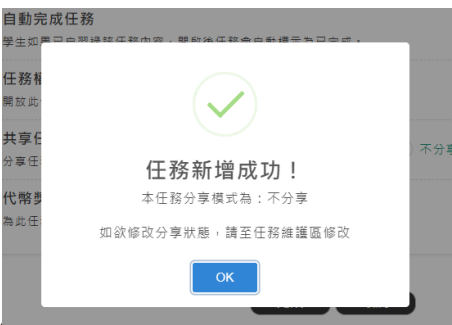 自動完成任務
學生如果已自習操該任務內容，開啟後任務會自動標示為已完成。
任務權
開放此
共享任
分享任
不分享
代幣獎
為此任
任務新增成功！
本任務分享模式為：不分享
如欲修改分享狀態，請至任務維護區修改
OK